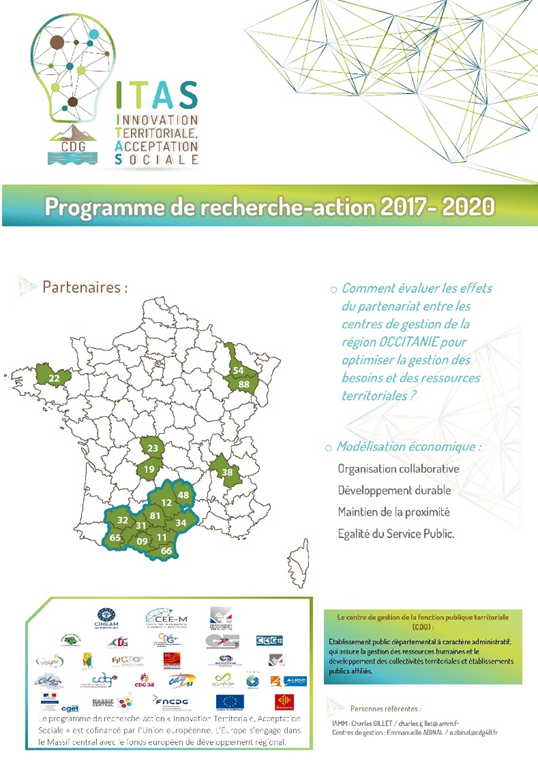 ITAS
INNOVATION
TERRITORIALE,
ACCEPTATION
SOCIALE
CDG
Programme de recherche-action 2017- 2020
Partenaires :
22
54
88
23
19
38
48
12
81
32
31
34
65
09
11
66
Comment évaluer les effets
du partenariat entre les
centres de gestion de la
région OCCITANIE pour
optimiser la gestion des
besoins et des ressources
territoriales ?
Modélisation économique :
Organisation collaborative
Développement durable
Maintien de la proximité
Egalité du Service Public.
CIHEAM
CEE-M
CDG 38
FNCDG
cget
Le programme de recherche-action « Innovation Territoriale, Acceptation
Sociale » est cofinancé par l'Union européenne. L'Europe s'engage dans
le Massif central avec le fonds européen de développement régional.
Le centre de gestion de la fonction publique territoriale
(CDG) :
Etablissement public départemental à caractère administratif,
qui assure la gestion des ressources humaines et le
développement des collectivités territoriales et établissements
publics affiliés.
Personnes référentes :
IAMM : Charles GILLET /
Centres de gestion : Emmanuelle ABINAL /